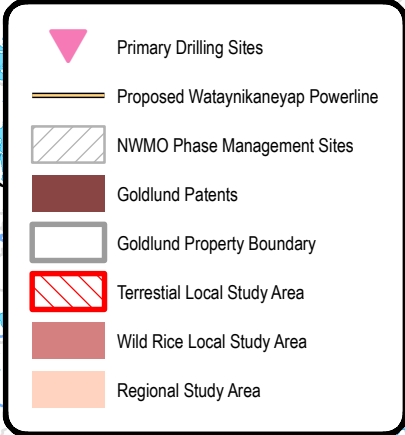 Primary Drilling Sites
Proposed Wataynikaneyap Powerline
NWMO Phase Management Sites
Goldlund Patents
Goldlund Property Boundary
Terrestial Local Study Area
Wild Rice Local Study Area
Regional Study Area